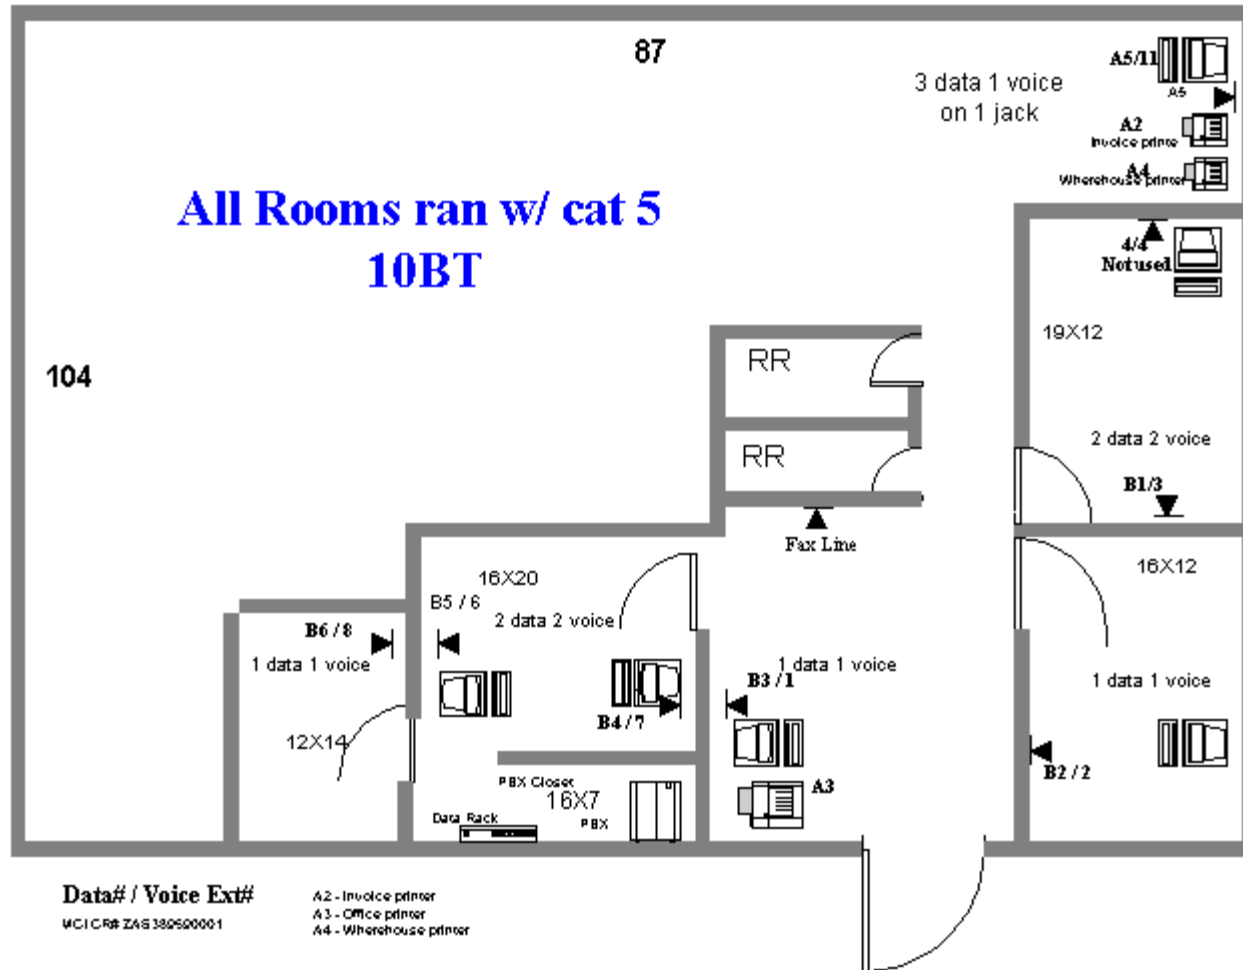 87
A5/11
3 data 1 voice
on 1 jack
A5
A2
Invoice printe
A4
Wherehouse printer
All Rooms ran w/ cat 5
10BT
4/4
Not used
19X12
104
RR
2 data 2 voice
RR
B1/3
Fax Line
16X20
16X12
B5 / 6
2 data 2 voice
B6 / 8
1 data 1 voice
1 data 1 voice
B3 / 1
1 data 1 voice
B4 / 7
12X14
B2 / 2
PBX Closet
16X7
A3
Data Rack
PBX
Data# / Voice Ext#
A2 - Invoice printer
A3 - Office printer
A4 - Wherehouse printer